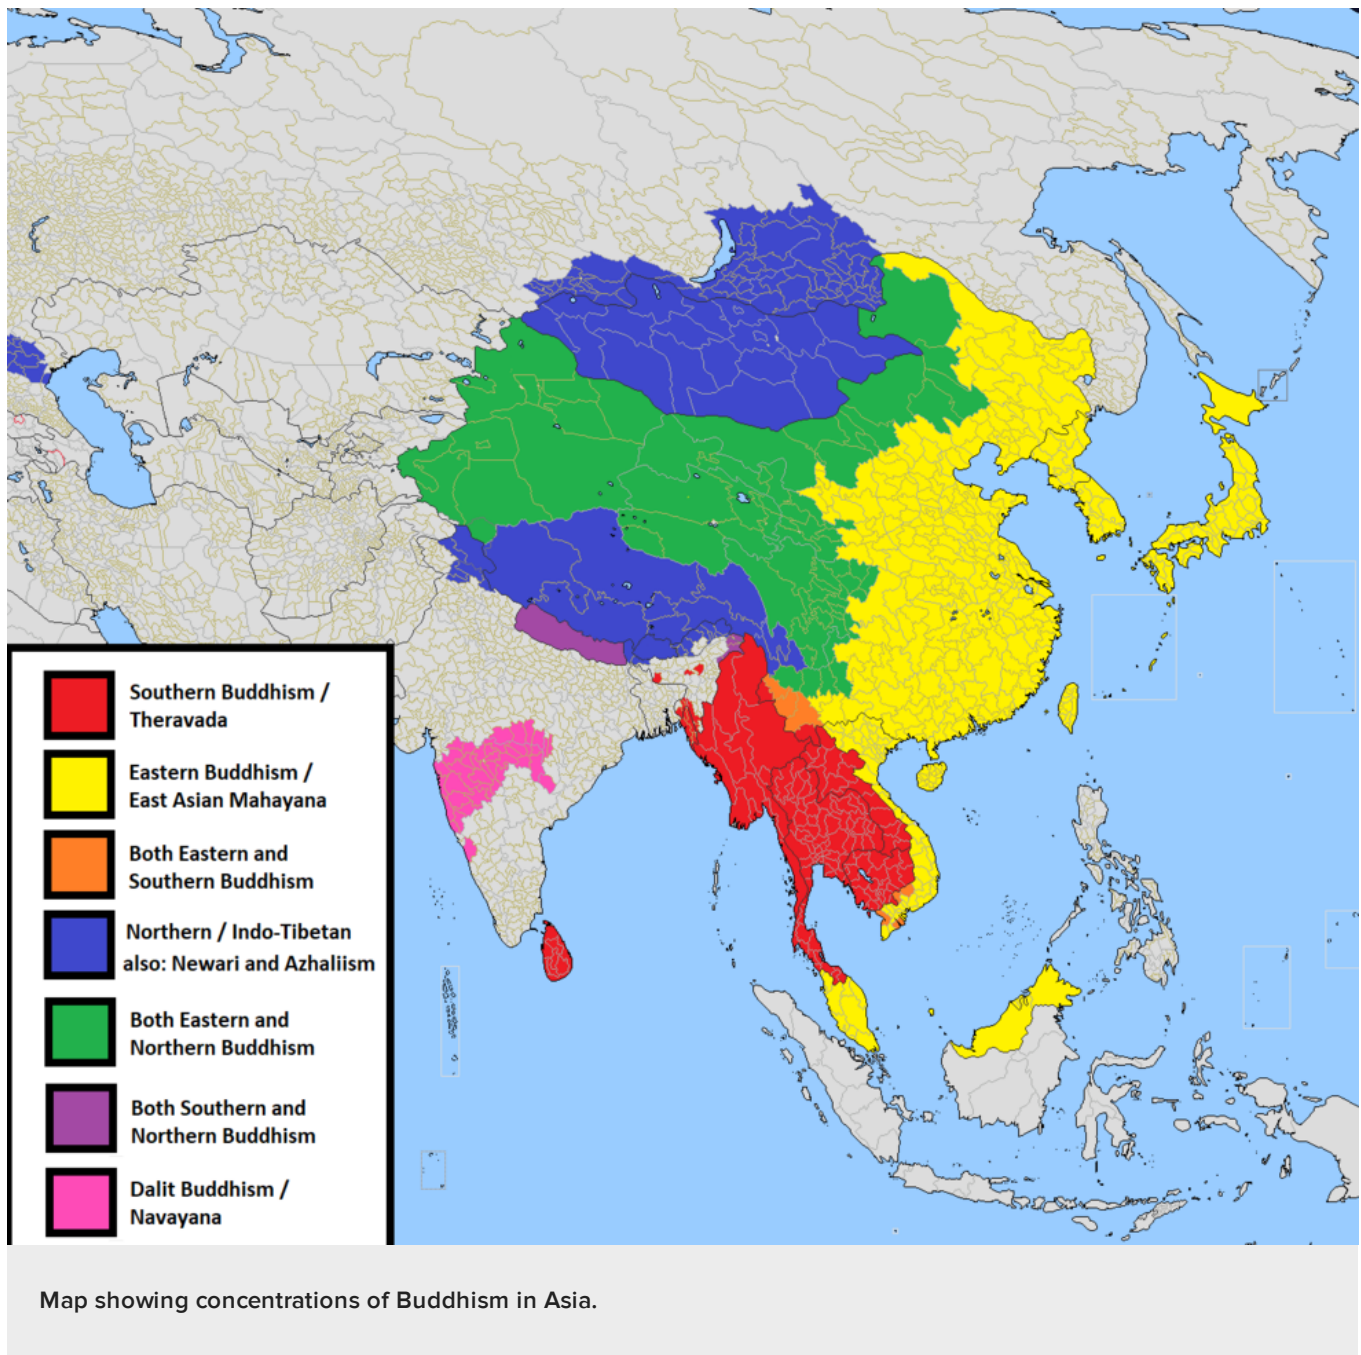 Southern Buddhism /
Theravada
Eastern Buddhism /
East Asian Mahayana
Both Eastern and
Southern Buddhism
Northern / Indo-Tibetan
also: Newari and Azhaliism
Both Eastern and
Northern Buddhism
Both Southern and
Northern Buddhism
Dalit Buddhism /
Navayana
Map showing concentrations of Buddhism in Asia.